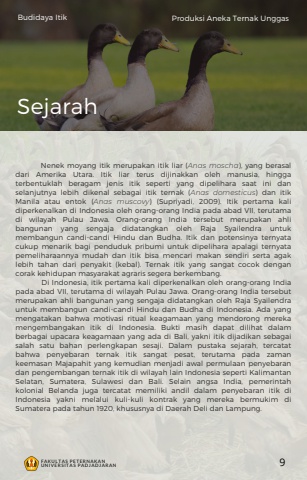 Budidaya Itik
Produksi Aneka Ternak Unggas
Sejarah
Nenek moyang itik merupakan itik liar (Anas moscha), yang berasal
dari Amerika Utara. Itik liar terus dijinakkan oleh manusia, hingga
terbentuklah beragam jenis itik seperti yang dipelihara saat ini dan
selanjutnya lebih dikenal sebagai itik ternak (Anas domesticus) dan itik
Manila atau entok (Anas muscovy) (Supriyadi, 2009). Itik pertama kali
diperkenalkan di Indonesia oleh orang-orang India pada abad VII, terutama
di wilayah Pulau Jawa. Orang-orang India tersebut merupakan ahli
bangunan yang sengaja didatangkan oleh Raja Syailendra untuk
membangun candi-candi Hindu dan Budha. Itik dan potensinya ternyata
cukup menarik bagi penduduk pribumi untuk dipelihara apalagi ternyata
pemeliharaannya mudah dan itik bisa mencari makan sendiri serta agak
lebih tahan dari penyakit (kebal). Ternak itik yang sangat cocok dengan
corak kehidupan masyarakat agraris segera berkembang.
Di Indonesia, itik pertama kali diperkenalkan oleh orang-orang India
pada abad VII, terutama di wilayah Pulau Jawa. Orang-orang India tersebut
merupakan ahli bangunan yang sengaja didatangkan oleh Raja Syailendra
untuk membangun candi-candi Hindu dan Budha di Indonesia. Ada yang
mengatakan bahwa motivasi ritual keagamaan yang mendorong mereka
mengembangakan itik di Indonesia. Bukti masih dapat dilihat dalam
berbagai upacara keagamaan yang ada di Bali, yakni itik dijadikan sebagai
salah satu bahan perlengkapan sesaji. Dalam pustaka sejarah, tercatat
bahwa penyebaran ternak itik sangat pesat, terutama pada zaman
keemasan Majapahit yang kemudian menjadi awal permulaan penyebaran
dan pengembangan ternak itik di wilayah lain Indonesia seperti Kalimantan
Selatan, Sumatera, Sulawesi dan Bali. Selain angsa India, pemerintah
kolonial Belanda juga tercatat memiliki andil dalam penyebaran itik di
Indonesia yakni melalui kuli-kuli kontrak yang mereka bermukim di
Sumatera pada tahun 1920, khususnya di Daerah Deli dan Lampung.
FAKULTAS PETERNAKAN
UNIVERSITAS PADJADJARAN
9